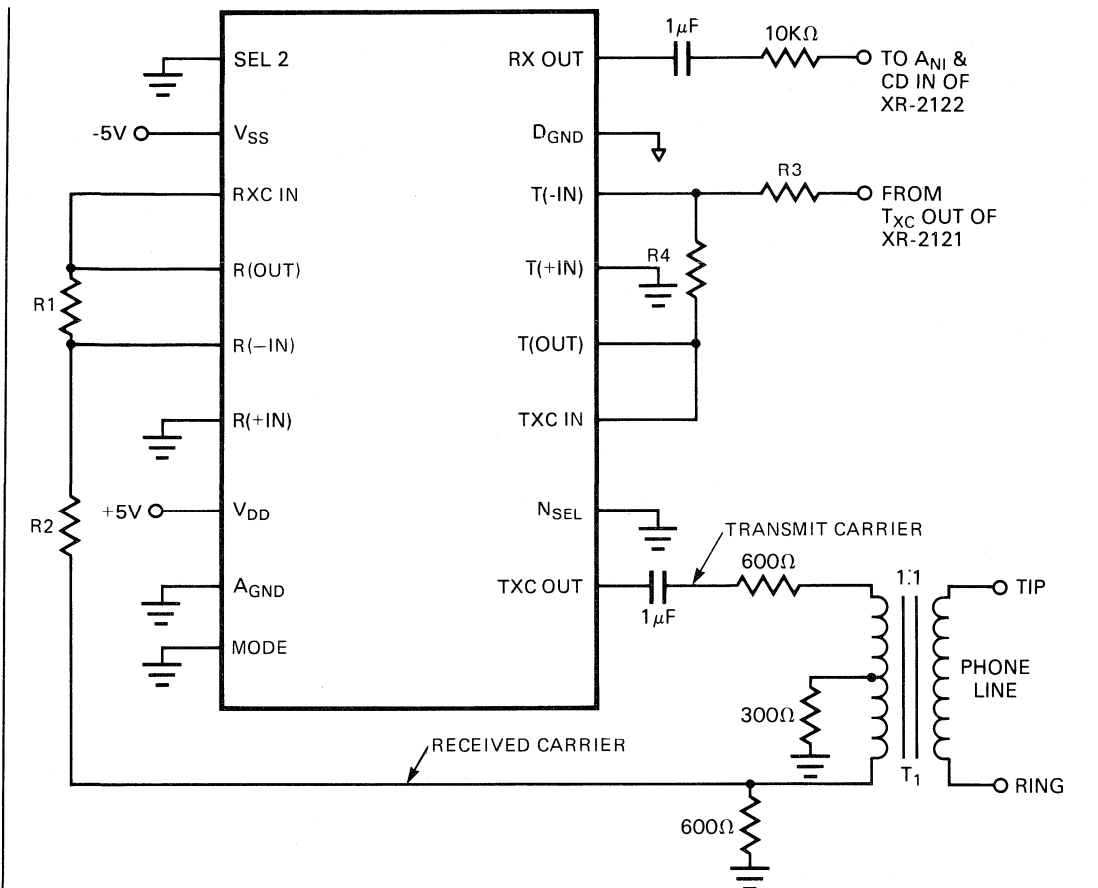 1μF
10KΩ
SEL 2
RX OUT
TO A_NI &
CD IN OF
XR-2122
-5V
V_SS
D_GND
R3
RXC IN
T(-IN)
FROM
T_XC OUT OF
XR-2121
R(OUT)
T(+IN)
R4
R1
R(−IN)
T(OUT)
R(+IN)
TXC IN
R2
+5V
V_DD
N_SEL
TRANSMIT CARRIER
600Ω
A_GND
TXC OUT
1μF
1:1
TIP
MODE
PHONE
LINE
300Ω
RECEIVED CARRIER
T_1
RING
600Ω